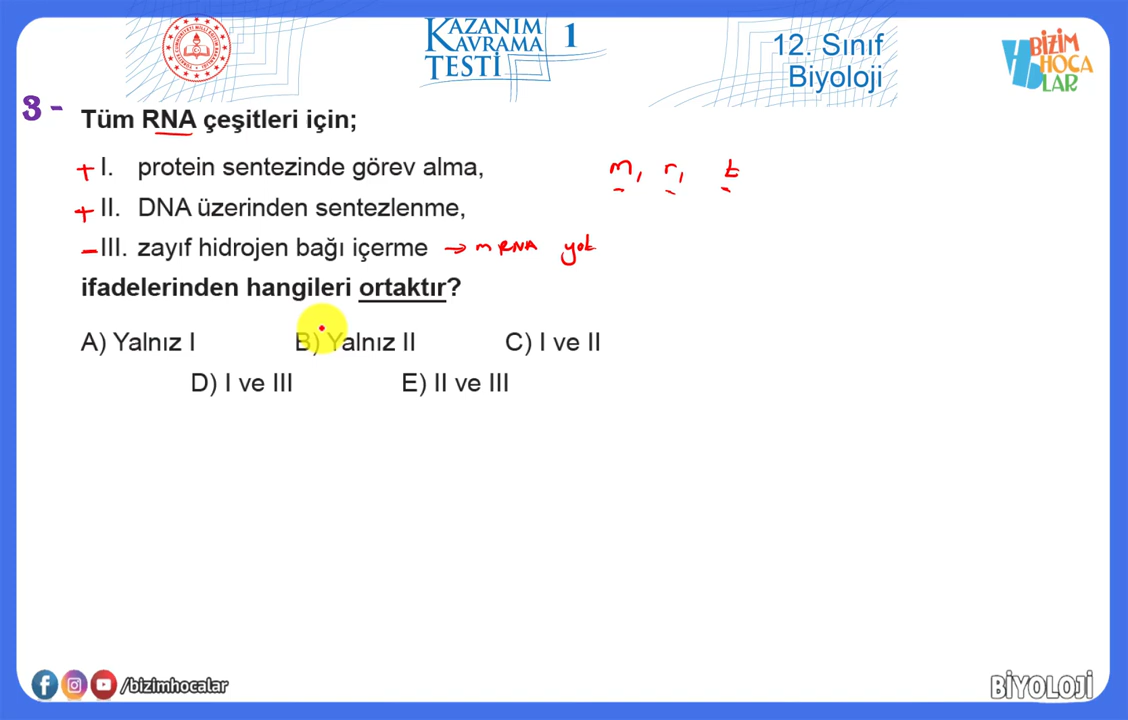 KAZANIM
KAVRAMA
TESTİ
1
12. Sınıf
Biyoloji
BİZİM
HOCA
LAR
3-
Tüm RNA çeşitleri için;
+ I. protein sentezinde görev alma, m, r, t
+ II. DNA üzerinden sentezlenme,
- III. zayıf hidrojen bağı içerme → mRNA yok
ifadelerinden hangileri ortaktır?
A) Yalnız I B) Yalnız II C) I ve II
D) I ve III E) II ve III
/bizimhocalar
BİYOLOJİ